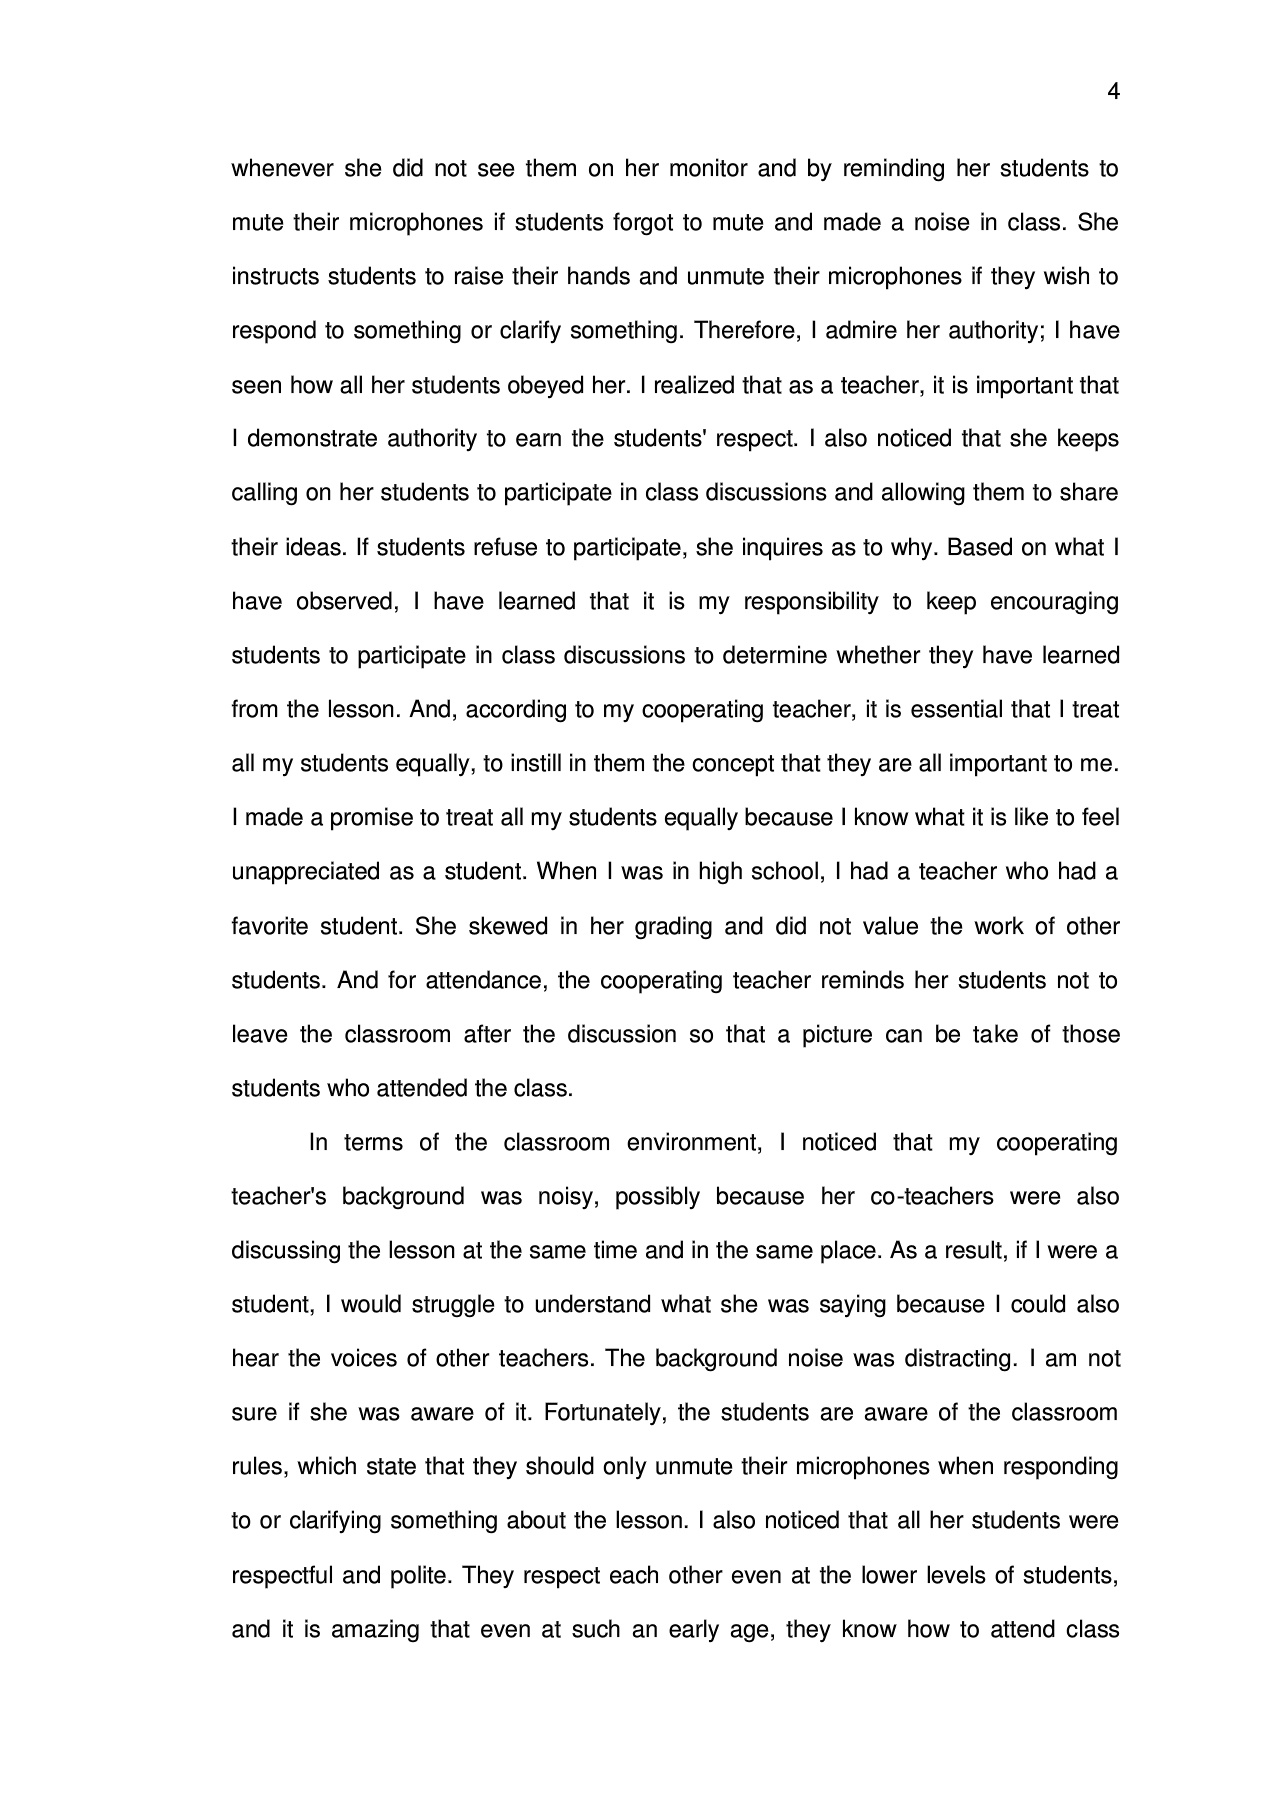 4
whenever she did not see them on her monitor and by reminding her students to
mute their microphones if students forgot to mute and made a noise in class. She
instructs students to raise their hands and unmute their microphones if they wish to
respond to something or clarify something. Therefore, I admire her authority; I have
seen how all her students obeyed her. I realized that as a teacher, it is important that
I demonstrate authority to earn the students' respect. I also noticed that she keeps
calling on her students to participate in class discussions and allowing them to share
their ideas. If students refuse to participate, she inquires as to why. Based on what I
have observed, I have learned that it is my responsibility to keep encouraging
students to participate in class discussions to determine whether they have learned
from the lesson. And, according to my cooperating teacher, it is essential that I treat
all my students equally, to instill in them the concept that they are all important to me.
I made a promise to treat all my students equally because I know what it is like to feel
unappreciated as a student. When I was in high school, I had a teacher who had a
favorite student. She skewed in her grading and did not value the work of other
students. And for attendance, the cooperating teacher reminds her students not to
leave the classroom after the discussion so that a picture can be take of those
students who attended the class.
In terms of the classroom environment, I noticed that my cooperating
teacher's background was noisy, possibly because her co-teachers were also
discussing the lesson at the same time and in the same place. As a result, if I were a
student, I would struggle to understand what she was saying because I could also
hear the voices of other teachers. The background noise was distracting. I am not
sure if she was aware of it. Fortunately, the students are aware of the classroom
rules, which state that they should only unmute their microphones when responding
to or clarifying something about the lesson. I also noticed that all her students were
respectful and polite. They respect each other even at the lower levels of students,
and it is amazing that even at such an early age, they know how to attend class